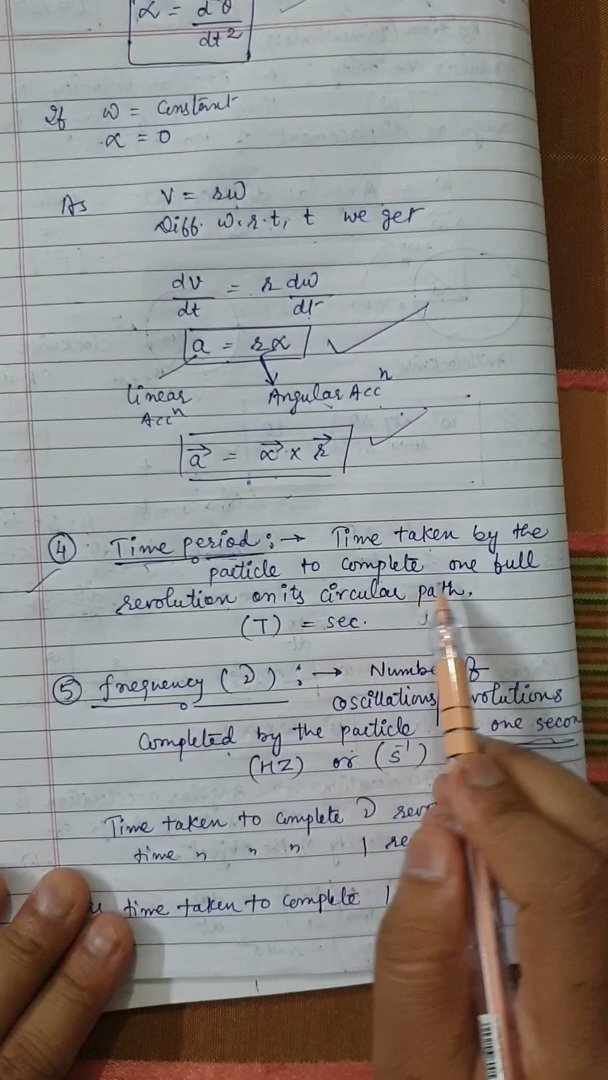 α = d²θ/dt²
If ω = Constant
α = 0
As V = rω
Diff. w.r.t, t we get
dv/dt = r dω/dt
a = rα
Linear Accⁿ Angular Accⁿ
a⃗ = α⃗ × r⃗
④ Time period :→ Time taken by the
particle to complete one full
revolution on its circular path.
(T) = sec.
⑤ frequency (ν) :→ Number of
oscillations
Completed by the particle one
(HZ) or (s⁻¹)
Time taken to complete ν
time " " " 1
time taken to complete 1